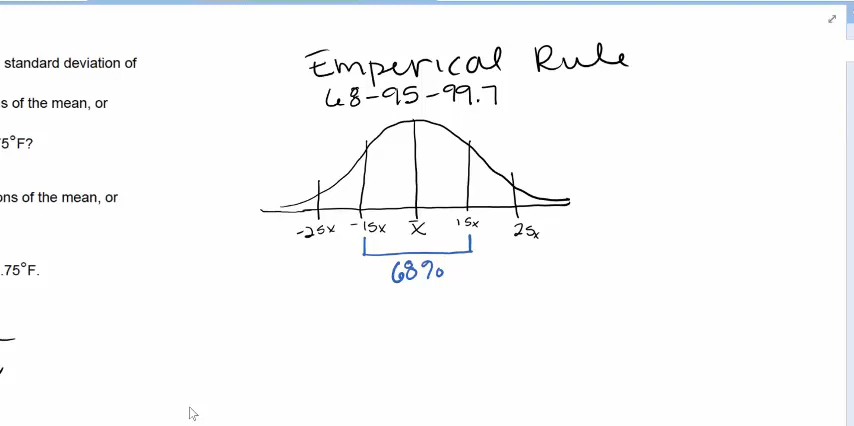 standard deviation of
s of the mean, or
5°F?
ons of the mean, or
.75°F.
Emperical Rule
68-95-99.7
-2sx -1sx x̄ 1sx 2sx
68%